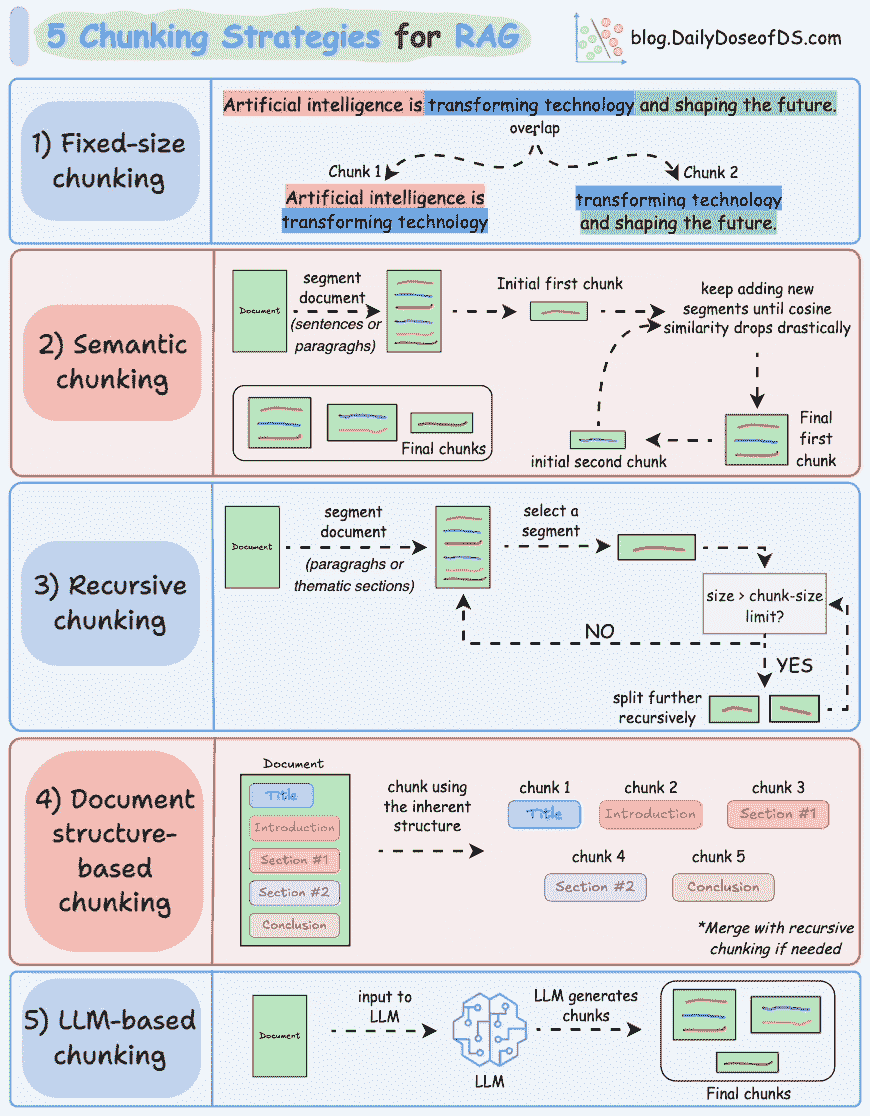 5 Chunking Strategies for RAG
blog.DailyDoseofDS.com
1) Fixed-size
chunking
Artificial intelligence is transforming technology and shaping the future.
overlap
Chunk 1
Chunk 2
Artificial intelligence is
transforming technology
transforming technology
and shaping the future.
2) Semantic
chunking
Document
segment
document
(sentences or
paragraghs)
Initial first chunk
keep adding new
segments until cosine
similarity drops drastically
Final
first
chunk
initial second chunk
Final chunks
3) Recursive
chunking
Document
segment
document
(paragraphs or
thematic sections)
select a
segment
size > chunk-size
limit?
NO
YES
split further
recursively
4) Document
structure-
based
chunking
Document
Title
Introduction
Section #1
Section #2
Conclusion
chunk using
the inherent
structure
chunk 1
chunk 2
chunk 3
Title
Introduction
Section #1
chunk 4
chunk 5
Section #2
Conclusion
*Merge with recursive
chunking if needed
5) LLM-based
chunking
Document
input to
LLM
LLM
LLM generates
chunks
Final chunks